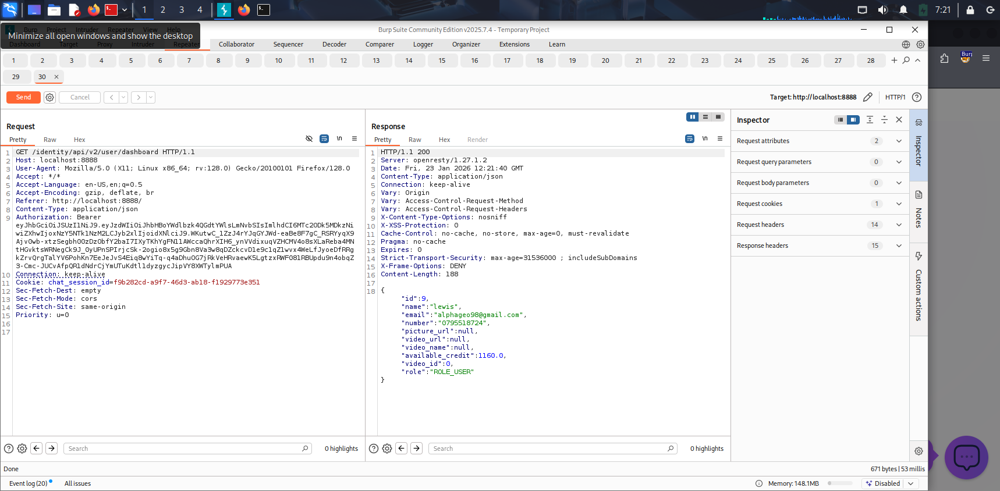 1 2 3 4
7:21
Burp Project Intruder Repeater View Help
Burp Suite Community Edition v2025.7.4 - Temporary Project
Minimize all open windows and show the desktop
Dashboard Target Proxy Intruder Repeater Collaborator Sequencer Decoder Comparer Logger Organizer Extensions Learn
1 2 3 4 5 6 7 8 9 10 11 12 13 14 15 16 17 18 19 20 21 22 23 24 25 26 27 28
29 30 ×
Send Cancel < >
Target: http://localhost:8888 HTTP/1
Request
Pretty Raw Hex \n
1 GET /identity/api/v2/user/dashboard HTTP/1.1
2 Host: localhost:8888
3 User-Agent: Mozilla/5.0 (X11; Linux x86_64; rv:128.0) Gecko/20100101 Firefox/128.0
4 Accept: */*
5 Accept-Language: en-US,en;q=0.5
6 Accept-Encoding: gzip, deflate, br
7 Referer: http://localhost:8888/
8 Content-Type: application/json
9 Authorization: Bearer
10 Connection: keep-alive
11 Cookie: chat_session_id=f9b282cd-a9f7-46d3-ab18-f1929773e351
12 Sec-Fetch-Dest: empty
13 Sec-Fetch-Mode: cors
14 Sec-Fetch-Site: same-origin
15 Priority: u=0
16
17
Search 0 highlights
Response
Pretty Raw Hex Render \n
1 HTTP/1.1 200
2 Server: openresty/1.27.1.2
3 Date: Fri, 23 Jan 2026 12:21:40 GMT
4 Content-Type: application/json
5 Connection: keep-alive
6 Vary: Origin
7 Vary: Access-Control-Request-Method
8 Vary: Access-Control-Request-Headers
9 X-Content-Type-Options: nosniff
10 X-XSS-Protection: 0
11 Cache-Control: no-cache, no-store, max-age=0, must-revalidate
12 Pragma: no-cache
13 Expires: 0
14 Strict-Transport-Security: max-age=31536000 ; includeSubDomains
15 X-Frame-Options: DENY
16 Content-Length: 188
17
18 {
"id":9,
"name":"lewis",
"email":"alphageo98@gmail.com",
"number":"0795518724",
"picture_url":null,
"video_url":null,
"video_name":null,
"available_credit":1160.0,
"video_id":0,
"role":"ROLE_USER"
}
Search 0 highlights
Inspector
Request attributes 2
Request query parameters 0
Request body parameters 0
Request cookies 1
Request headers 14
Response headers 15
Inspector
Notes
Custom actions
Done
671 bytes | 53 millis
Event log (20) All issues
Memory: 148.1MB Disabled